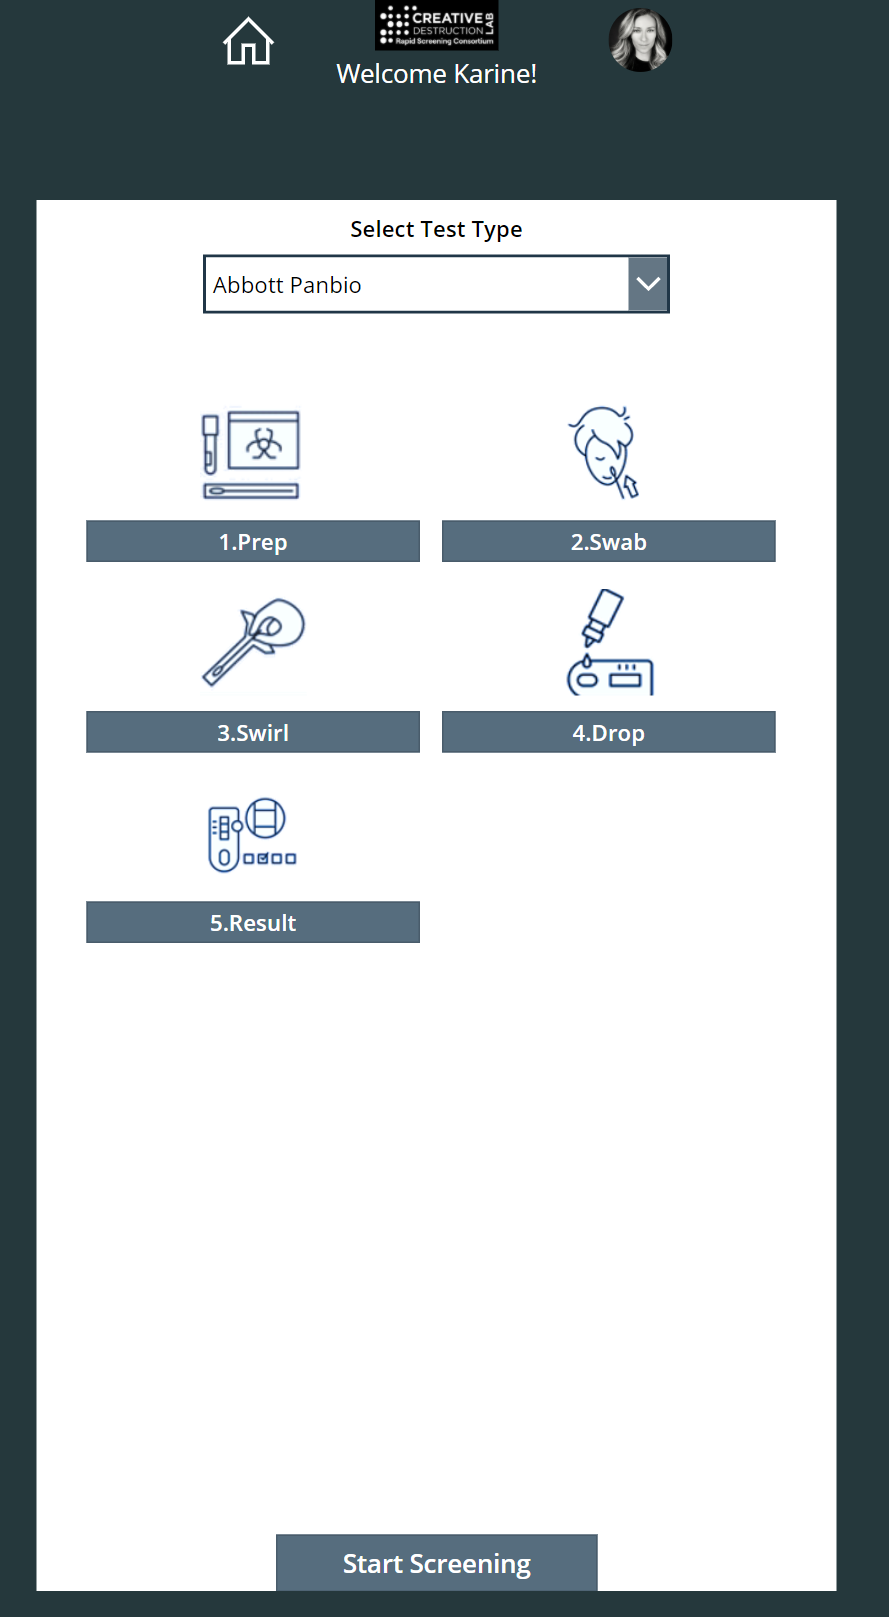 CREATIVE
DESTRUCTION
LAB
Rapid Screening Consortium
Welcome Karine!
Select Test Type
Abbott Panbio
1.Prep
2.Swab
3.Swirl
4.Drop
5.Result
Start Screening